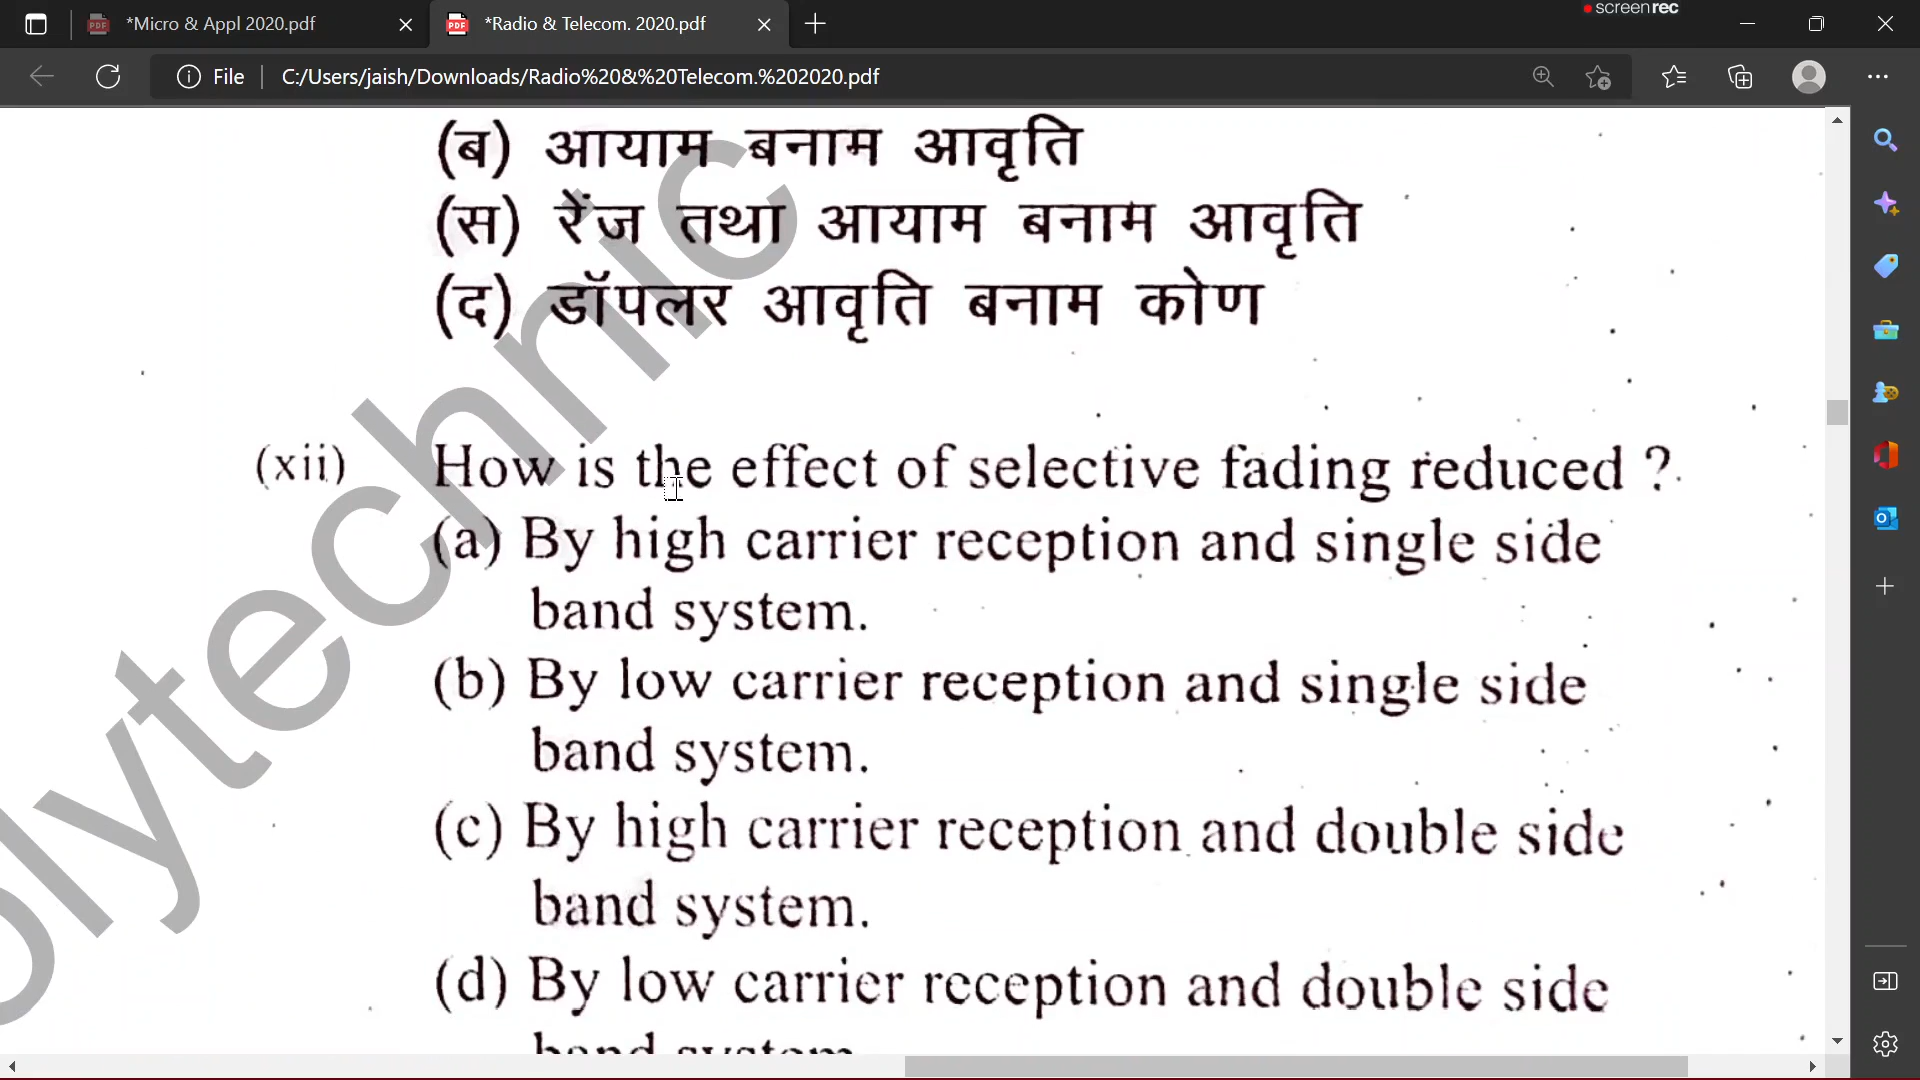 screenrec
*Micro & Appl 2020.pdf
*Radio & Telecom. 2020.pdf
File
C:/Users/jaish/Downloads/Radio%20&%20Telecom.%202020.pdf
(ब) आयाम बनाम आवृति
(स) रेंज तथा आयाम बनाम आवृति
(द) डॉपलर आवृति बनाम कोण
(xii) How is the effect of selective fading reduced ?
(a) By high carrier reception and single side
band system.
(b) By low carrier reception and single side
band system.
(c) By high carrier reception and double side
band system.
(d) By low carrier reception and double side
band system
olytechnic